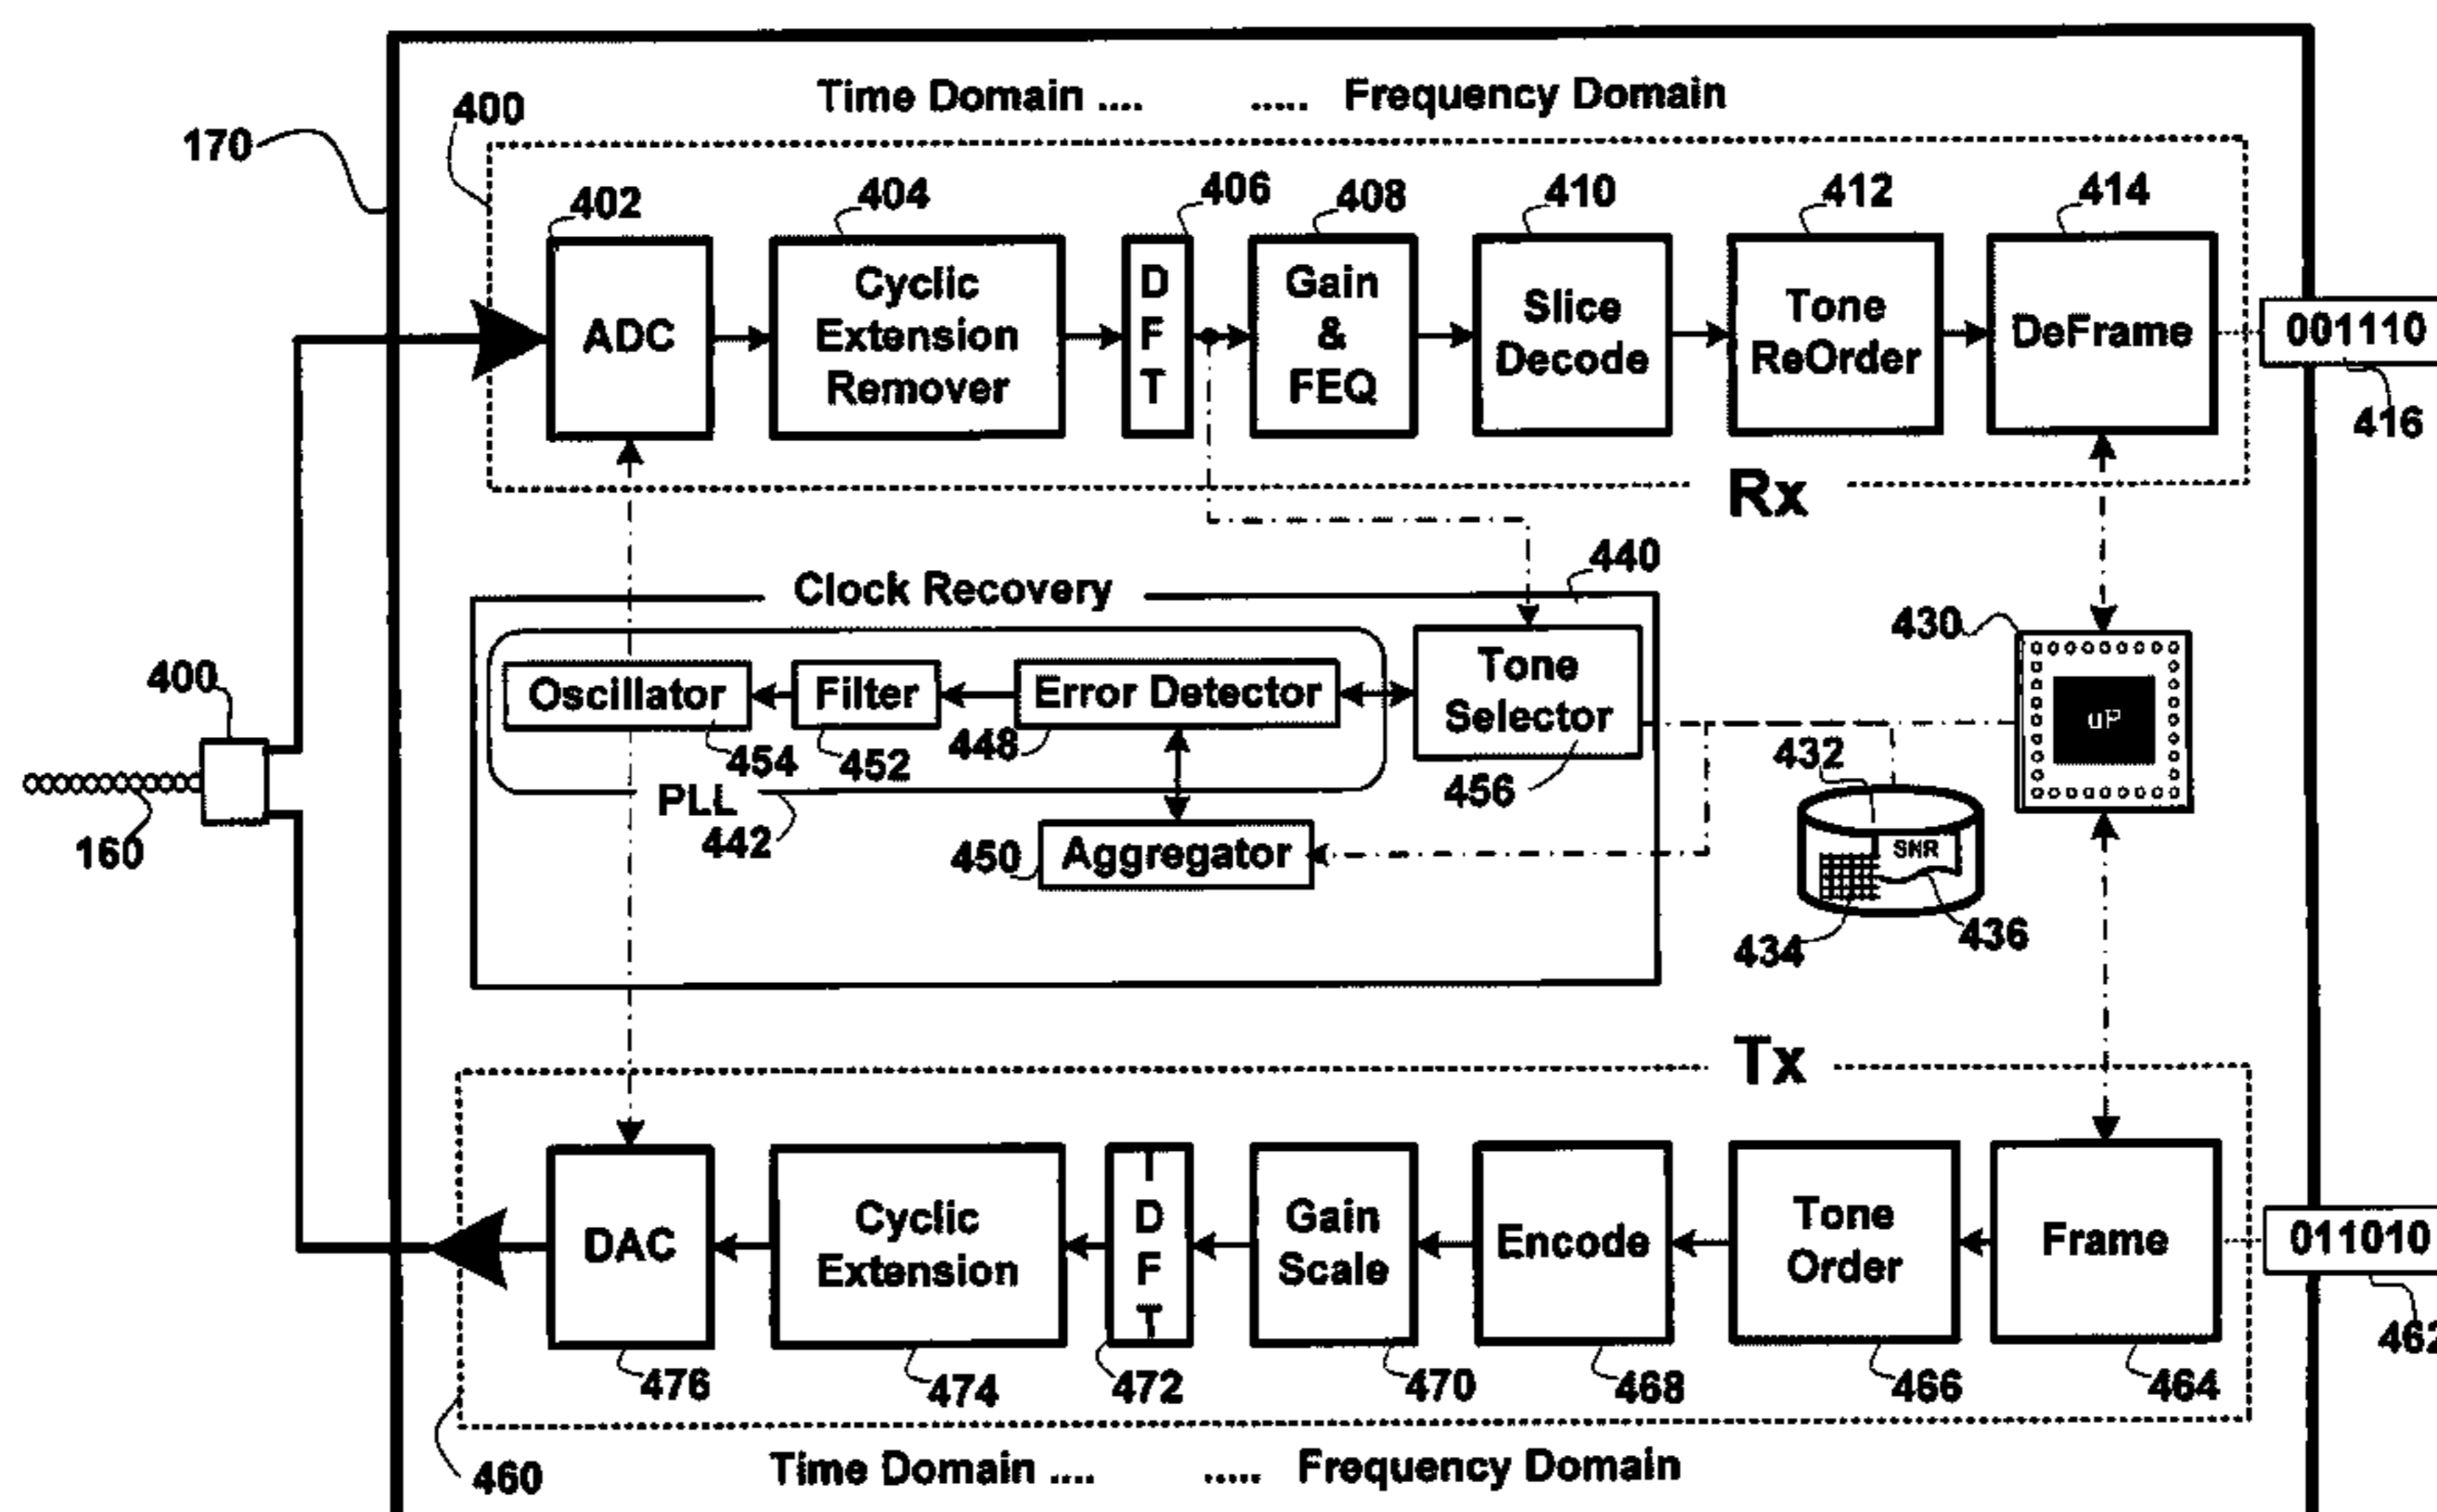 Time Domain .... ..... Frequency Domain
400
170
402
404
406
408
410
412
414
ADC
Cyclic
Extension
Remover
D
F
T
Gain
&
FEQ
Slice
Decode
Tone
ReOrder
DeFrame
001110
416
Rx
Clock Recovery
440
430
400
Oscillator
Filter
Error Detector
Tone
Selector
uP
454
452
448
456
432
PLL
442
160
450
Aggregator
SNR
434
436
Tx
DAC
Cyclic
Extension
I
D
F
T
Gain
Scale
Encode
Tone
Order
Frame
011010
462
476
474
472
470
468
466
464
460
Time Domain .... ..... Frequency Domain